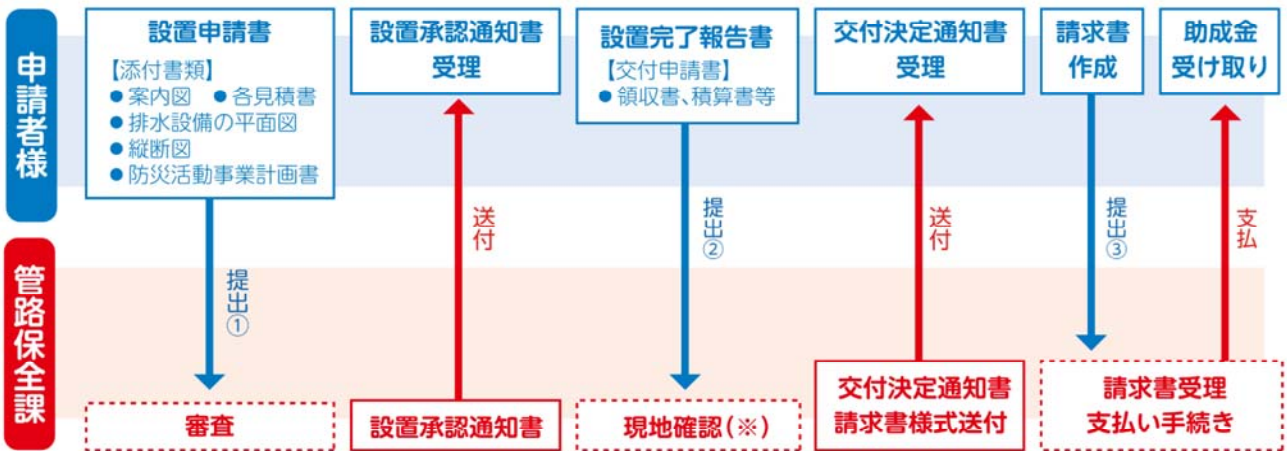 申請者様
設置申請書
【添付書類】
●案内図 ●各見積書
●排水設備の平面図
●縦断図
●防災活動事業計画書
設置承認通知書
受理
設置完了報告書
【交付申請書】
●領収書、積算書等
交付決定通知書
受理
請求書
作成
助成金
受け取り
提出①
送付
提出②
送付
提出③
支払
管路保全課
審査
設置承認通知書
現地確認(※)
交付決定通知書
請求書様式送付
請求書受理
支払い手続き